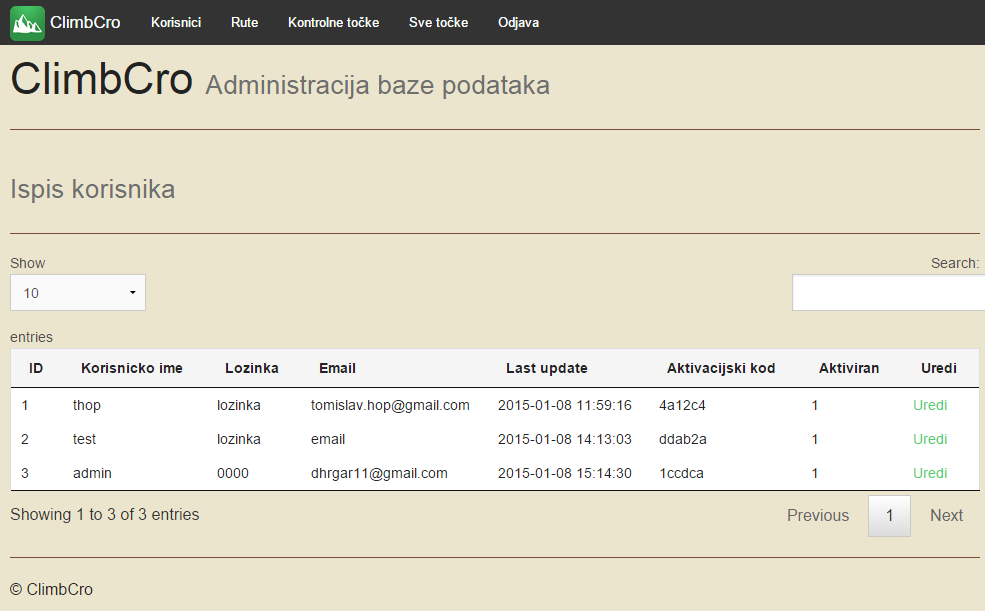 ClimbCro Korisnici Rute Kontrolne točke Sve točke Odjava
ClimbCro Administracija baze podataka
Ispis korisnika
Show Search:
10
entries
ID Korisnicko ime Lozinka Email Last update Aktivacijski kod Aktiviran Uredi
1 thop lozinka tomislav.hop@gmail.com 2015-01-08 11:59:16 4a12c4 1 Uredi
2 test lozinka email 2015-01-08 14:13:03 ddab2a 1 Uredi
3 admin 0000 dhrgar11@gmail.com 2015-01-08 15:14:30 1ccdca 1 Uredi
Showing 1 to 3 of 3 entries Previous 1 Next
© ClimbCro